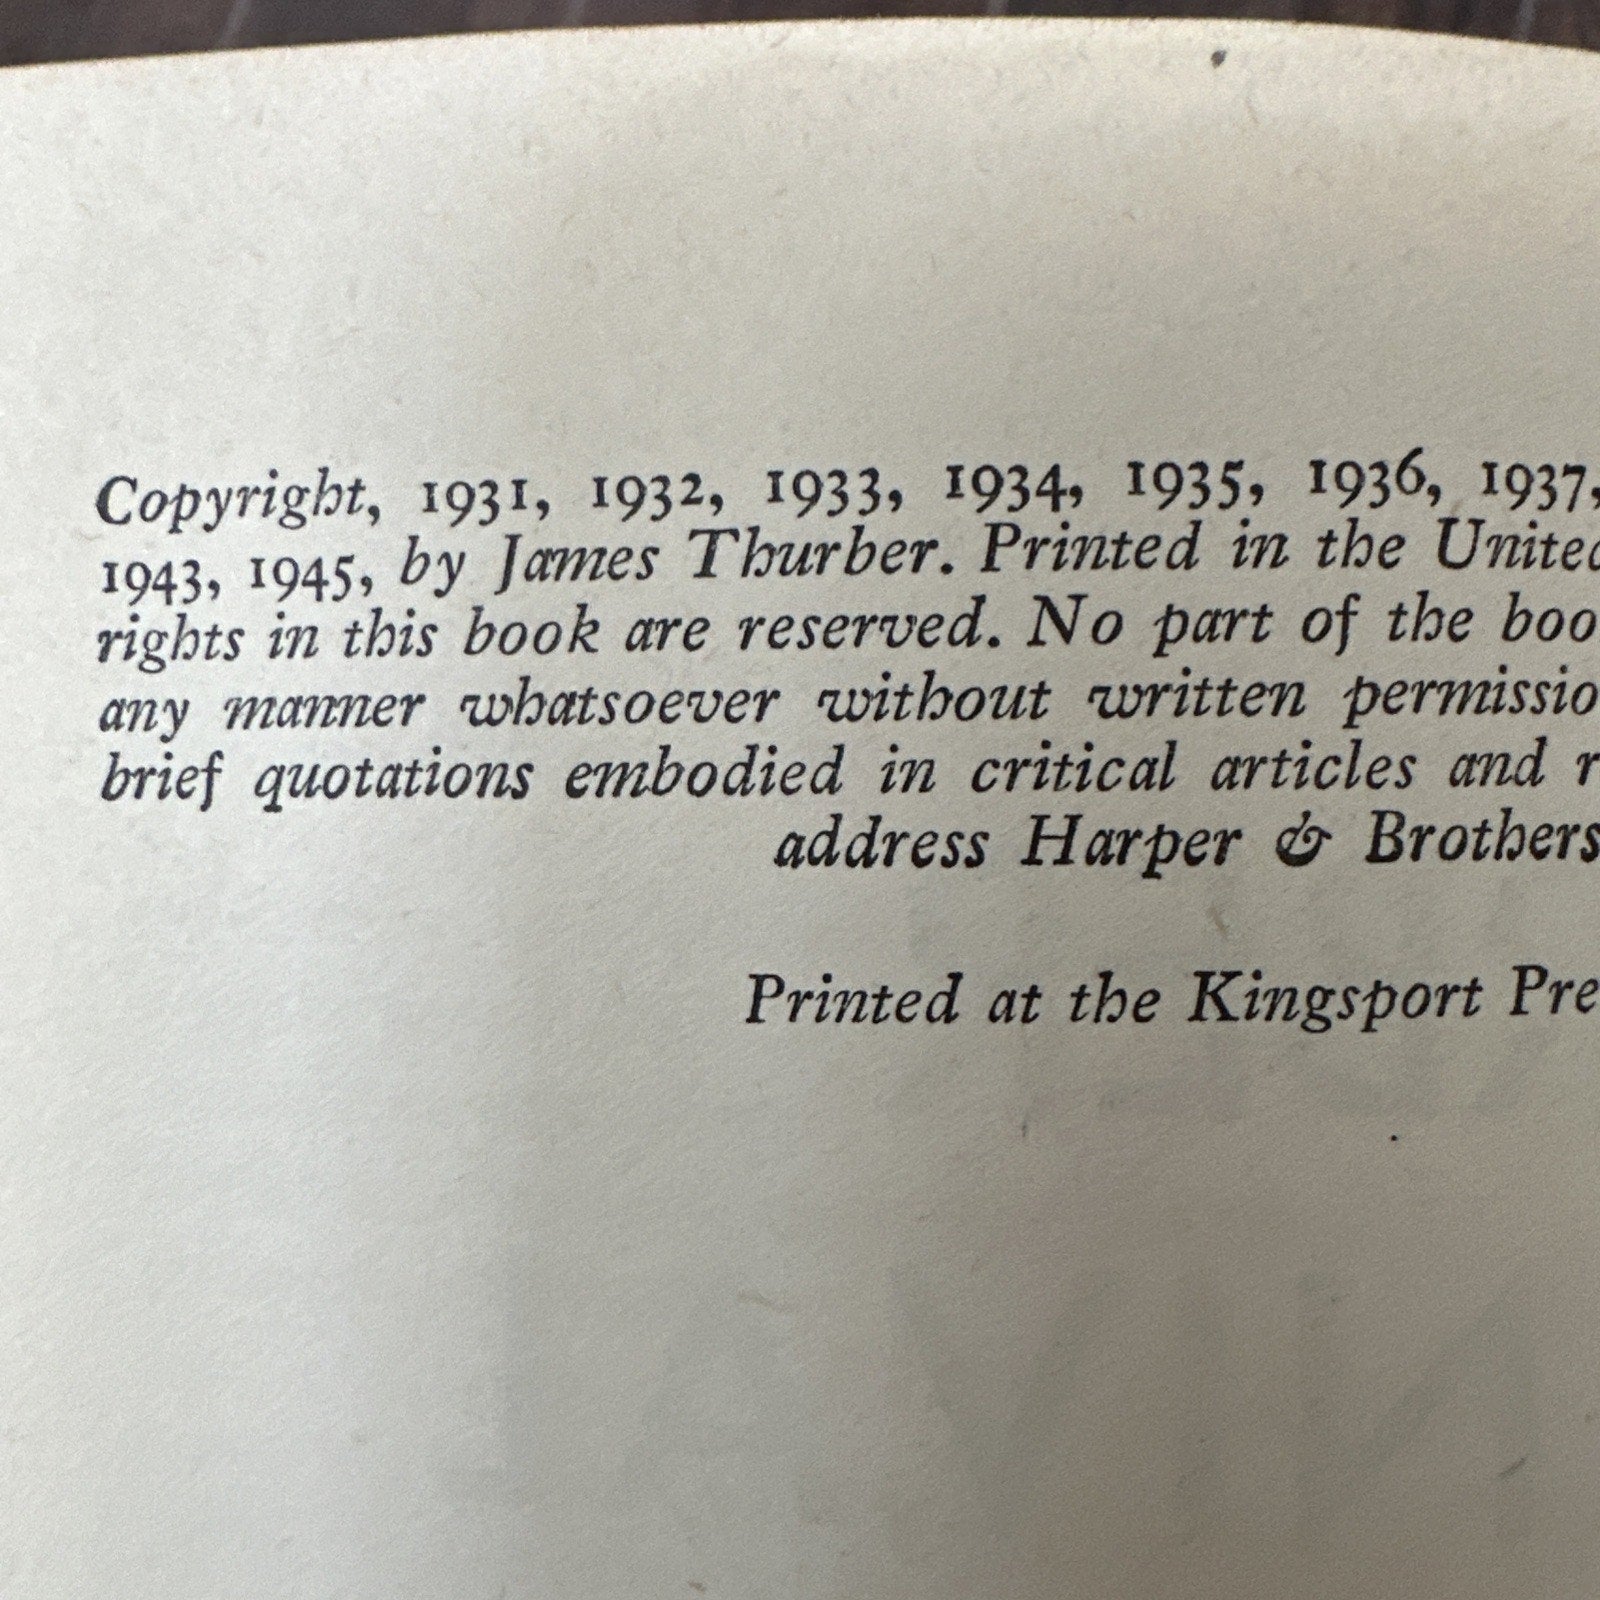 Copyright, 1931, 1932, 1933, 1934, 1935, 1936, 1937,
1943, 1945, by James Thurber. Printed in the United
rights in this book are reserved. No part of the boo
any manner whatsoever without written permissio
brief quotations embodied in critical articles and r
address Harper & Brothers
Printed at the Kingsport Pre